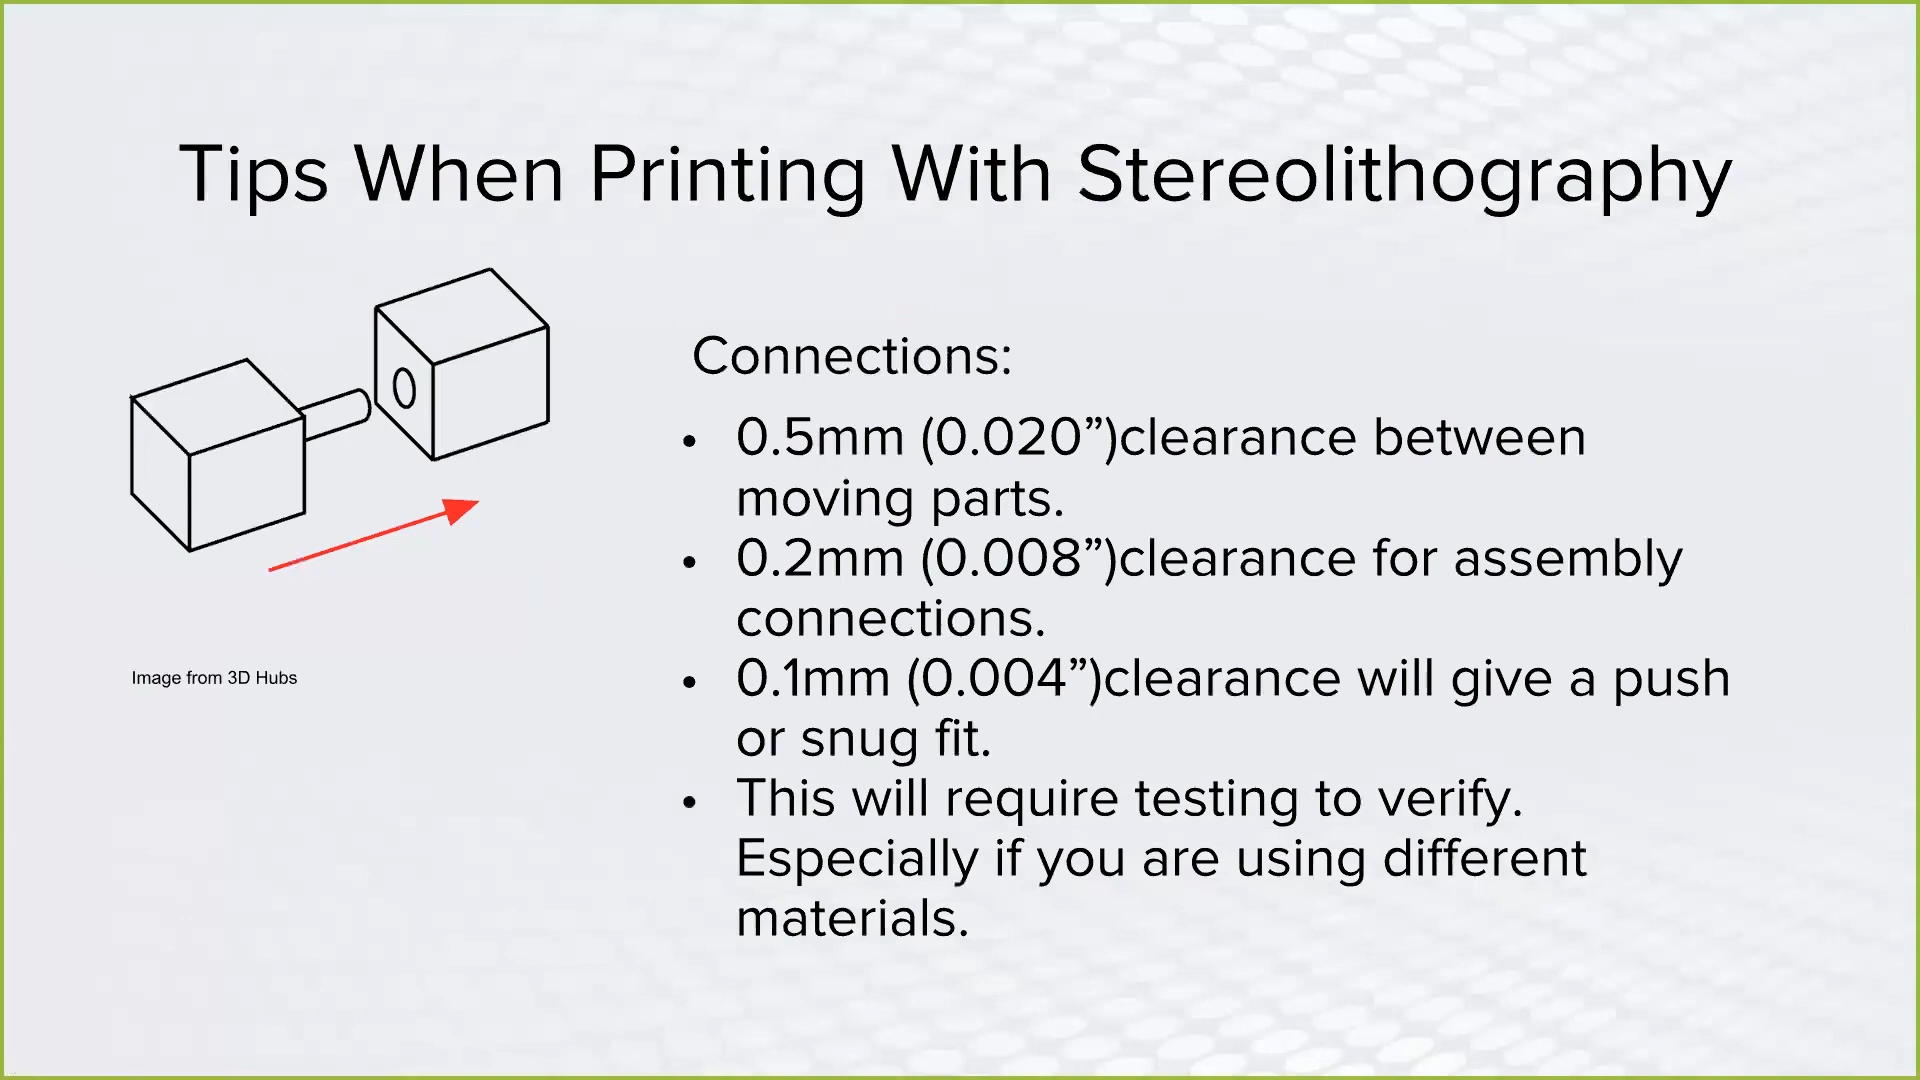 Tips When Printing With Stereolithography
Connections:
• 0.5mm (0.020”)clearance between
moving parts.
• 0.2mm (0.008”)clearance for assembly
connections.
• 0.1mm (0.004”)clearance will give a push
or snug fit.
• This will require testing to verify.
Especially if you are using different
materials.
Image from 3D Hubs